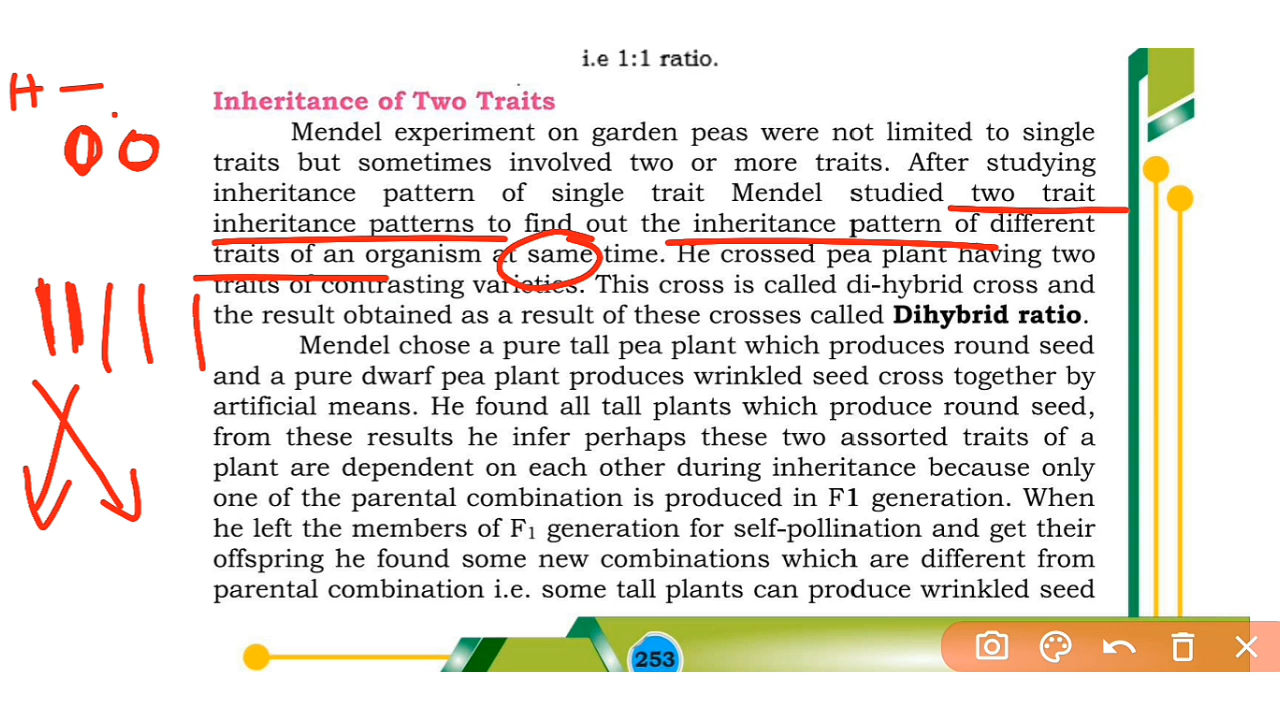 i.e 1:1 ratio.
H
Inheritance of Two Traits
Mendel experiment on garden peas were not limited to single
traits but sometimes involved two or more traits. After studying
inheritance pattern of single trait Mendel studied two trait
inheritance patterns to find out the inheritance pattern of different
traits of an organism at same time. He crossed pea plant having two
traits of contrasting varieties. This cross is called di-hybrid cross and
the result obtained as a result of these crosses called Dihybrid ratio.
Mendel chose a pure tall pea plant which produces round seed
and a pure dwarf pea plant produces wrinkled seed cross together by
artificial means. He found all tall plants which produce round seed,
from these results he infer perhaps these two assorted traits of a
plant are dependent on each other during inheritance because only
one of the parental combination is produced in F1 generation. When
he left the members of F₁ generation for self-pollination and get their
offspring he found some new combinations which are different from
parental combination i.e. some tall plants can produce wrinkled seed
253